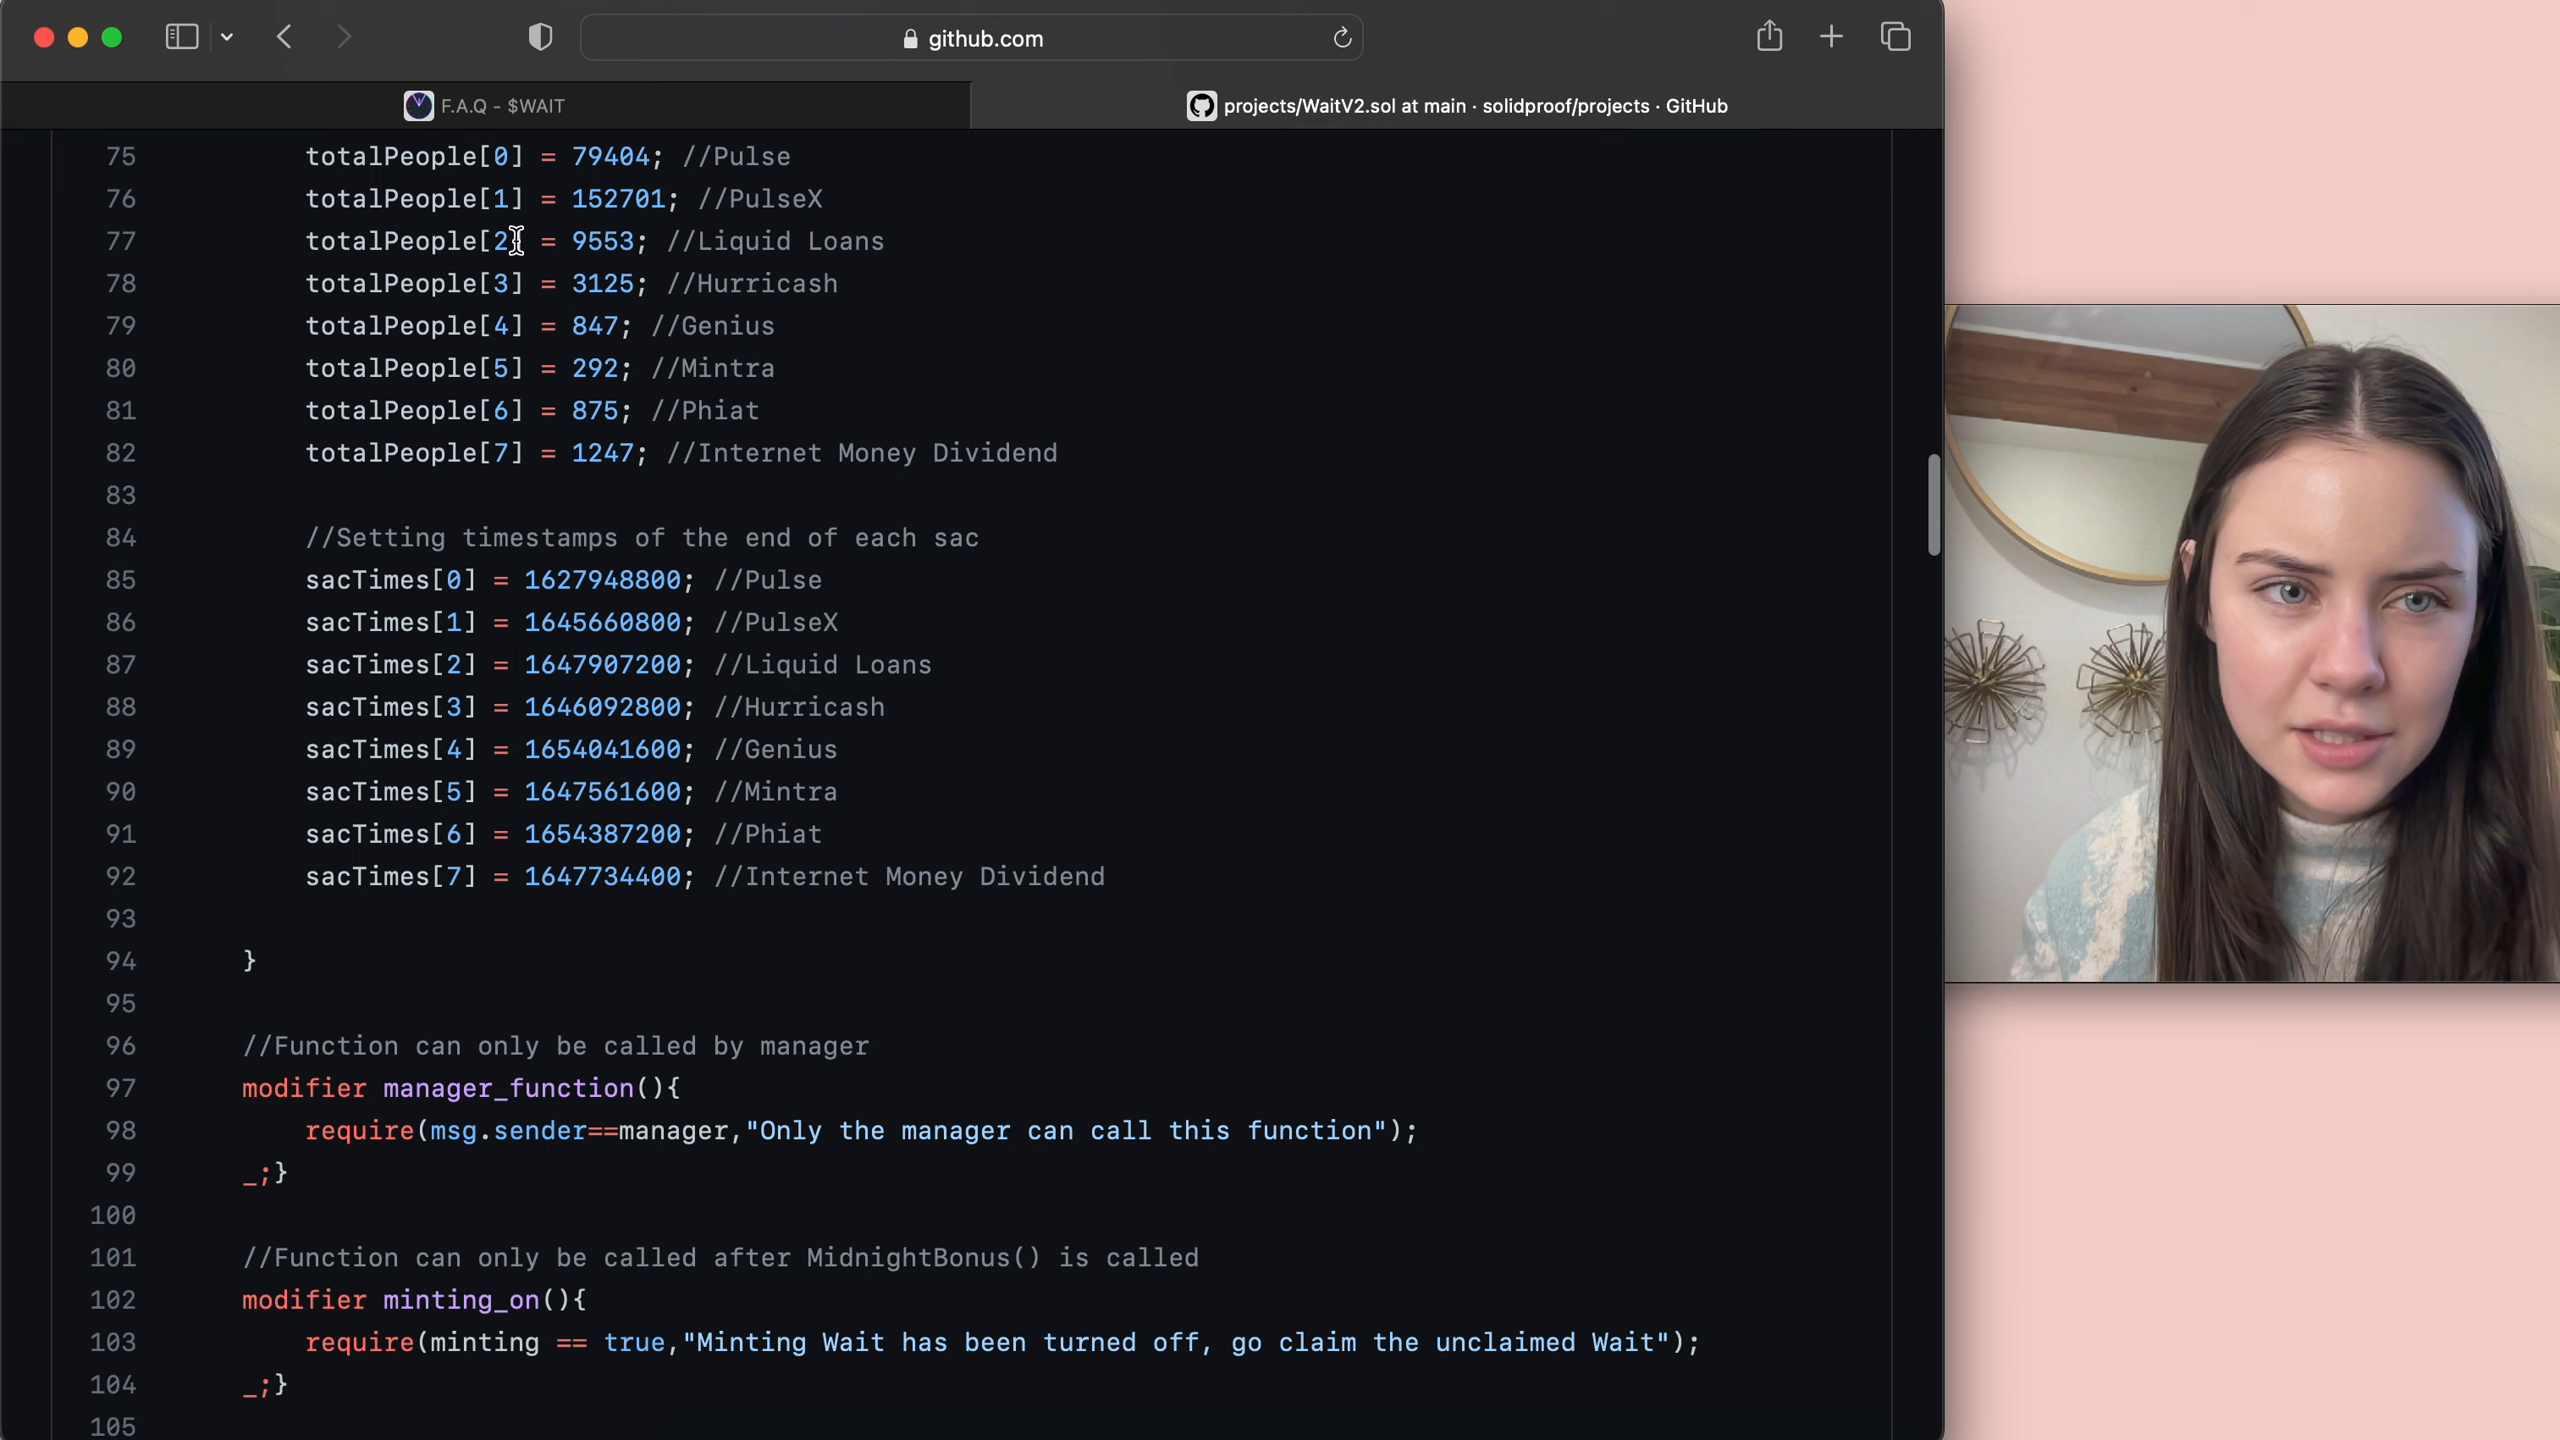 github.com
F.A.Q - $WAIT
projects/WaitV2.sol at main · solidproof/projects · GitHub
75 totalPeople[0] = 79404; //Pulse
76 totalPeople[1] = 152701; //PulseX
77 totalPeople[2] = 9553; //Liquid Loans
78 totalPeople[3] = 3125; //Hurricash
79 totalPeople[4] = 847; //Genius
80 totalPeople[5] = 292; //Mintra
81 totalPeople[6] = 875; //Phiat
82 totalPeople[7] = 1247; //Internet Money Dividend
83
84 //Setting timestamps of the end of each sac
85 sacTimes[0] = 1627948800; //Pulse
86 sacTimes[1] = 1645660800; //PulseX
87 sacTimes[2] = 1647907200; //Liquid Loans
88 sacTimes[3] = 1646092800; //Hurricash
89 sacTimes[4] = 1654041600; //Genius
90 sacTimes[5] = 1647561600; //Mintra
91 sacTimes[6] = 1654387200; //Phiat
92 sacTimes[7] = 1647734400; //Internet Money Dividend
93
94 }
95
96 //Function can only be called by manager
97 modifier manager_function(){
98 require(msg.sender==manager,"Only the manager can call this function");
99 _;}
100
101 //Function can only be called after MidnightBonus() is called
102 modifier minting_on(){
103 require(minting == true,"Minting Wait has been turned off, go claim the unclaimed Wait");
104 _;}
105